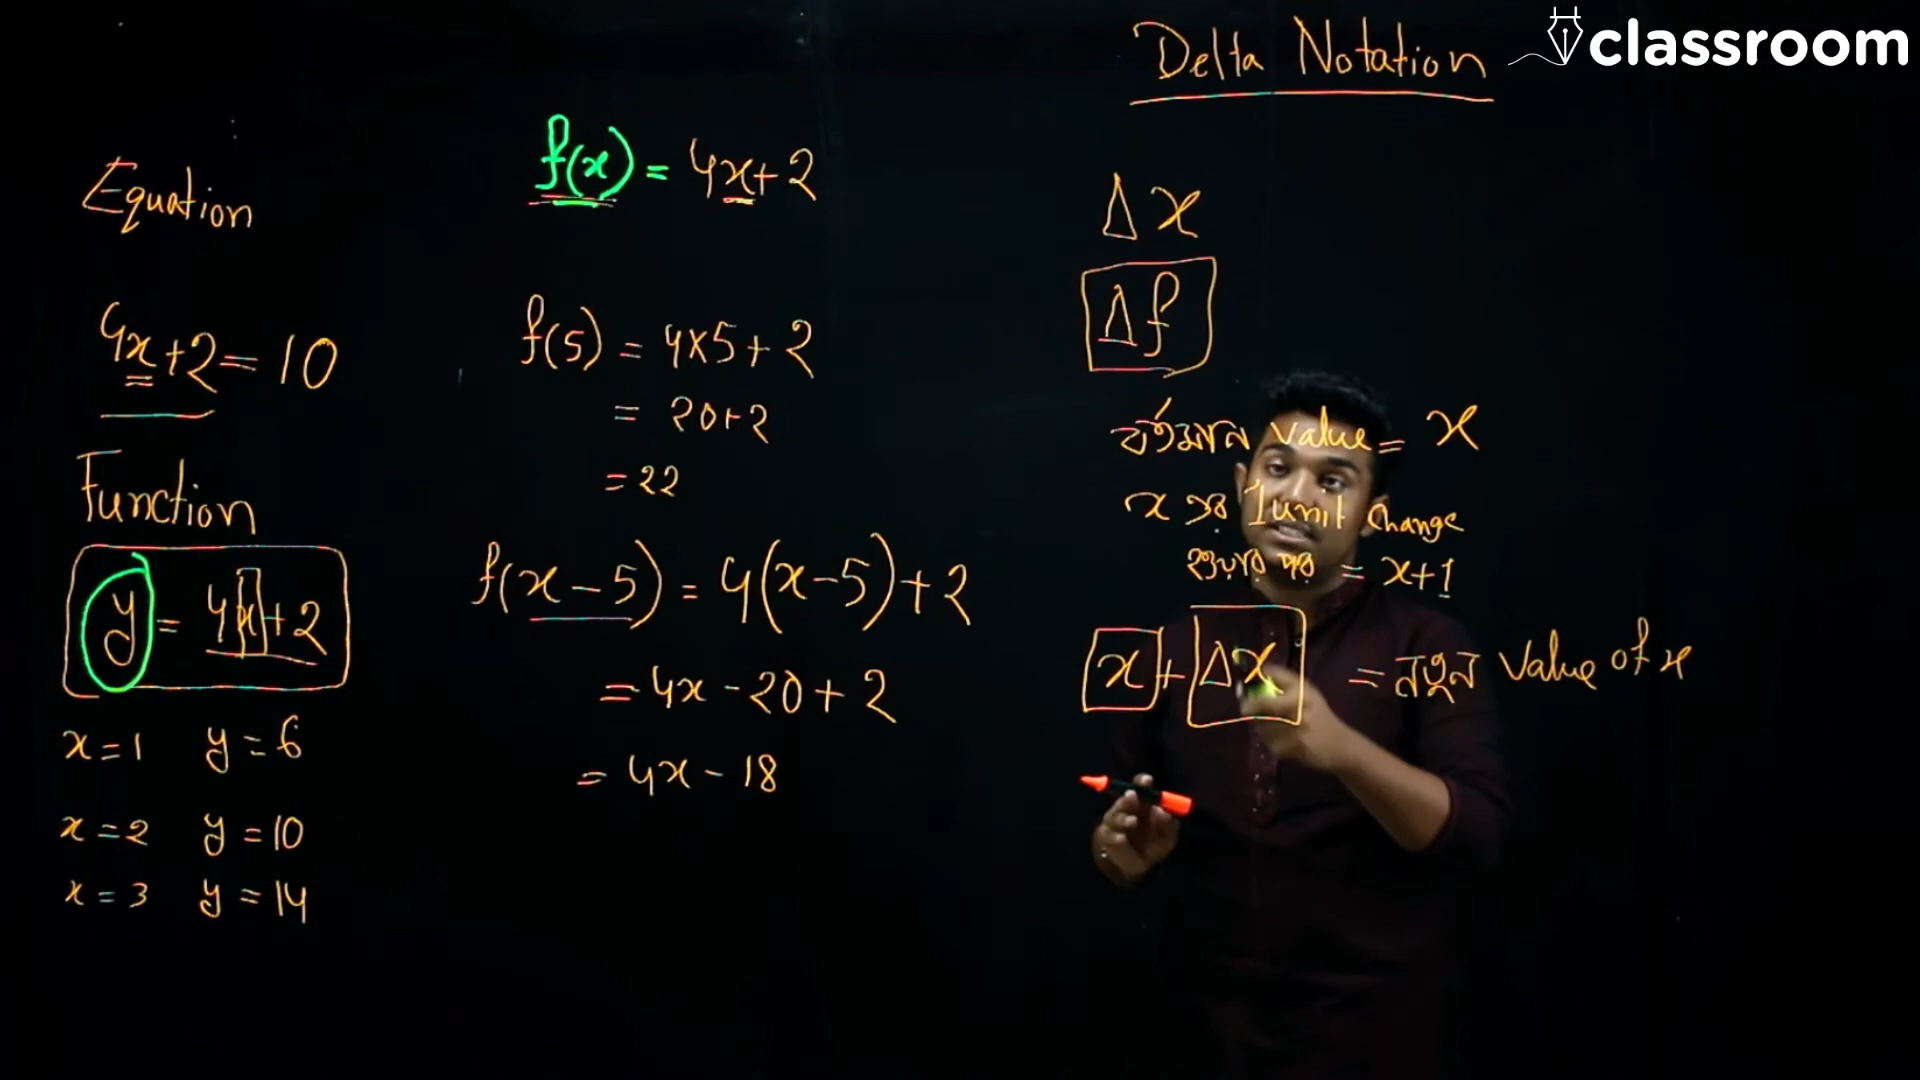 classroom
Delta Notation
Equation
4x+2=10
Function
y = 4x+2
x=1 y=6
x=2 y=10
x=3 y=14
f(x) = 4x+2
f(5) = 4×5+2
= 20+2
=22
f(x-5) = 4(x-5)+2
= 4x-20+2
= 4x-18
Δx
Δf
বর্তমান value = x
x এর 1 unit change
হওয়ার পর = x+1
x+Δx = নতুন value of x